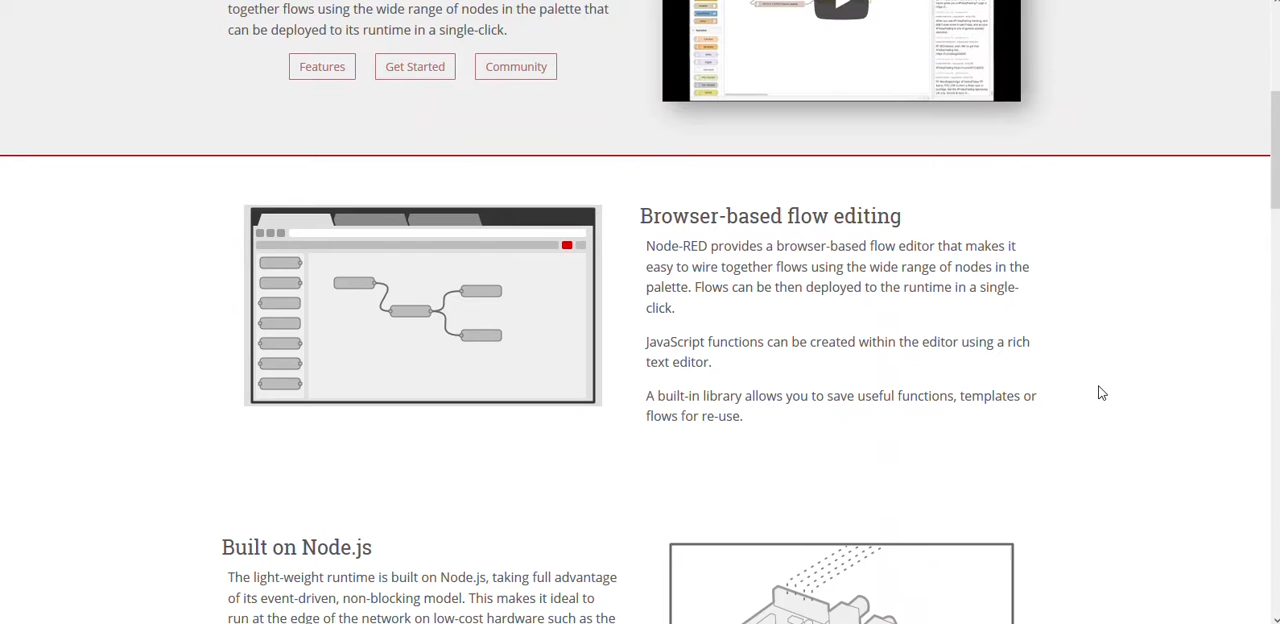 together flows using the wide range of nodes in the palette that
can be deployed to its runtime in a single-click.
Features
Get started
Community
Browser-based flow editing
Node-RED provides a browser-based flow editor that makes it
easy to wire together flows using the wide range of nodes in the
palette. Flows can be then deployed to the runtime in a single-
click.
JavaScript functions can be created within the editor using a rich
text editor.
A built-in library allows you to save useful functions, templates or
flows for re-use.
Built on Node.js
The light-weight runtime is built on Node.js, taking full advantage
of its event-driven, non-blocking model. This makes it ideal to
run at the edge of the network on low-cost hardware such as the